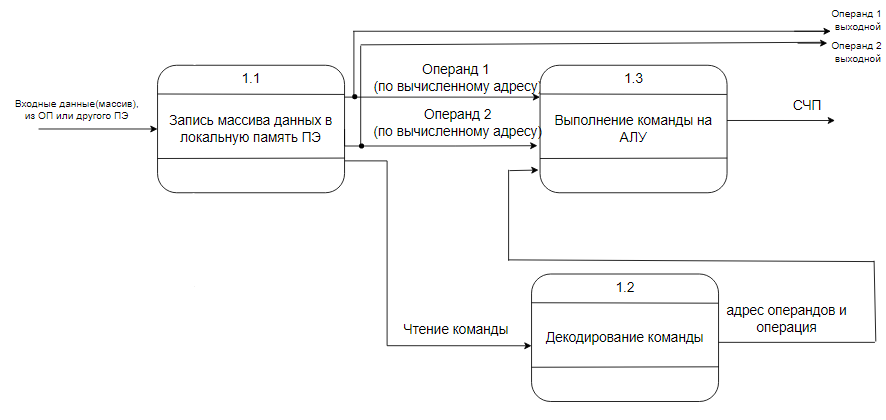 Операнд 1
выходной
Операнд 2
выходной
1.1
Операнд 1
(по вычисленному адресу)
1.3
Входные данные(массив),
из ОП или другого ПЭ
Запись массива данных в
локальную память ПЭ
Операнд 2
(по вычисленному адресу)
Выполнение команды на
АЛУ
СЧП
1.2
Чтение команды
Декодирование команды
адрес операндов и
операция